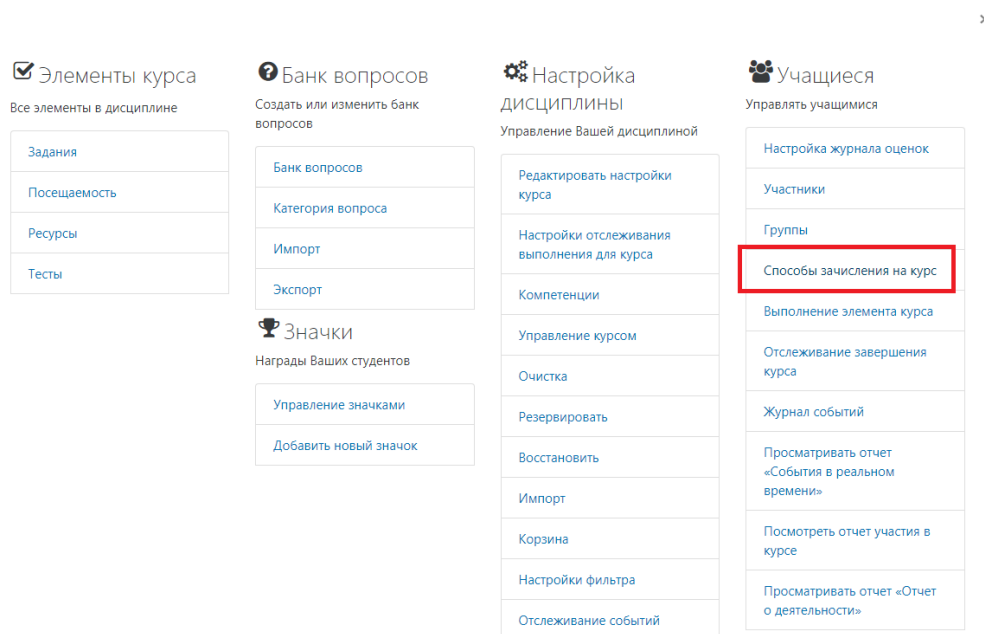 Элементы курса
Все элементы в дисциплине
Задания
Посещаемость
Ресурсы
Тесты
Банк вопросов
Создать или изменить банк
вопросов
Банк вопросов
Категория вопроса
Импорт
Экспорт
Значки
Награды Ваших студентов
Управление значками
Добавить новый значок
Настройка
дисциплины
Управление Вашей дисциплиной
Редактировать настройки
курса
Настройки отслеживания
выполнения для курса
Компетенции
Управление курсом
Очистка
Резервировать
Восстановить
Импорт
Корзина
Настройки фильтра
Отслеживание событий
Учащиеся
Управлять учащимися
Настройка журнала оценок
Участники
Группы
Способы зачисления на курс
Выполнение элемента курса
Отслеживание завершения
курса
Журнал событий
Просматривать отчет
«События в реальном
времени»
Посмотреть отчет участия в
курсе
Просматривать отчет «Отчет
о деятельности»